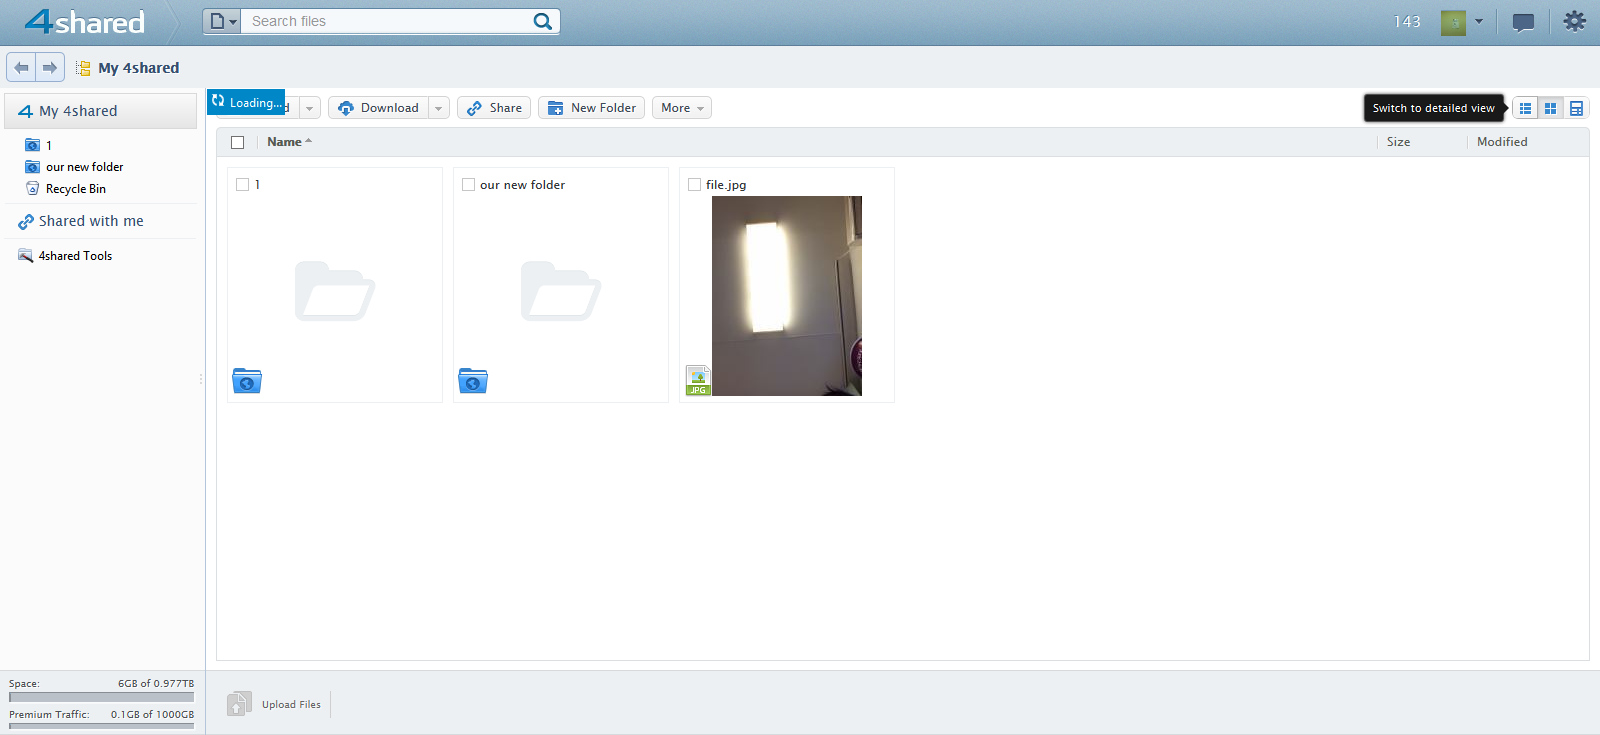 4shared
Search files
143
My 4shared
4 My 4shared
1
our new folder
Recycle Bin
Shared with me
4shared Tools
Loading...
d
Download
Share
New Folder
More
Switch to detailed view
Name
Size
Modified
1
our new folder
file.jpg
JPG
Space: 6GB of 0.977TB
Premium Traffic: 0.1GB of 1000GB
Upload Files